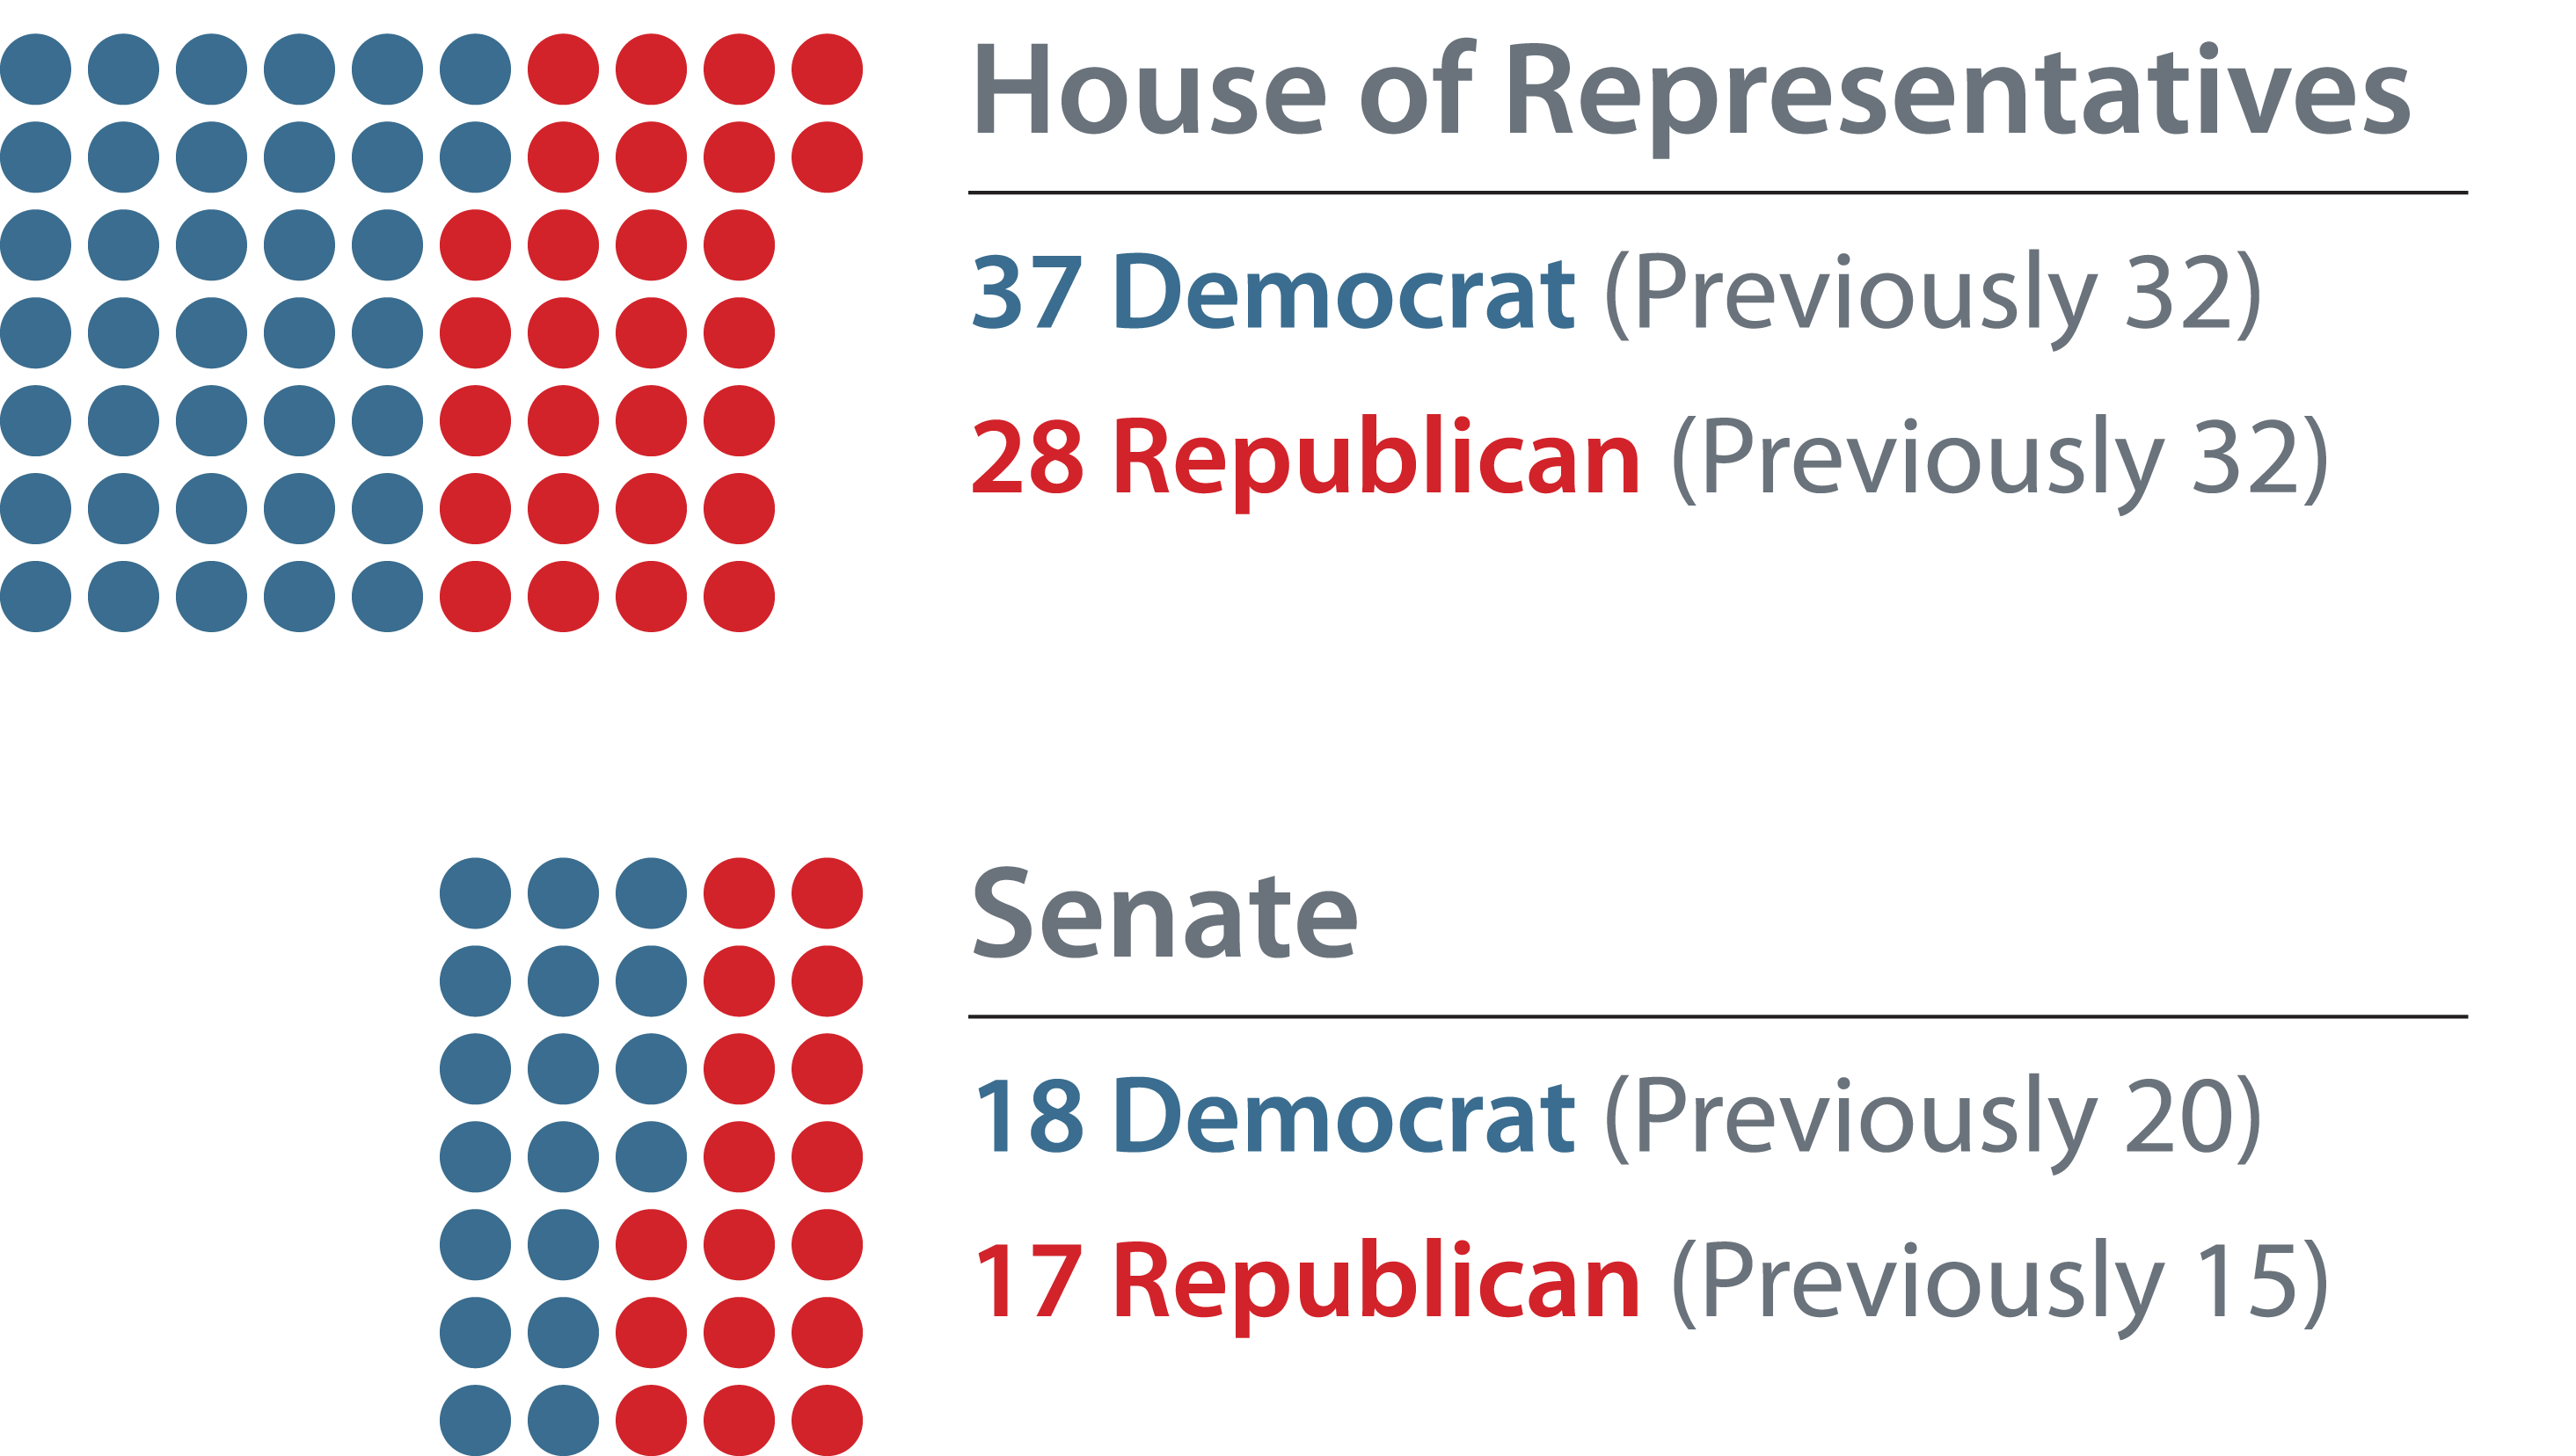 House of Representatives
37 Democrat (Previously 32)
28 Republican (Previously 32)
Senate
18 Democrat (Previously 20)
17 Republican (Previously 15)